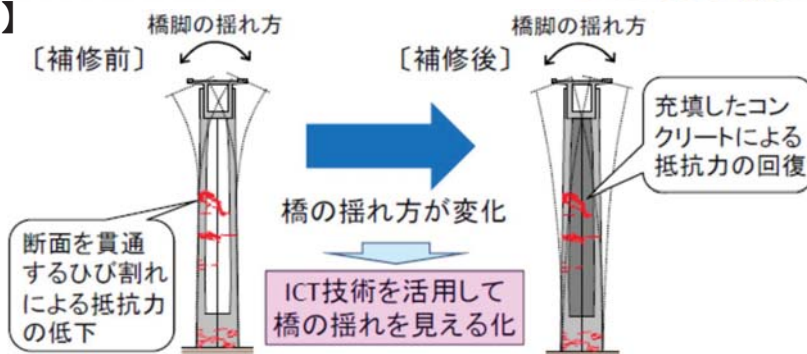 】
橋脚の揺れ方
〔補修前〕
断面を貫通
するひび割れ
による抵抗力
の低下
橋の揺れ方が変化
ICT技術を活用して
橋の揺れを見える化
橋脚の揺れ方
〔補修後〕
充填したコン
クリートによる
抵抗力の回復